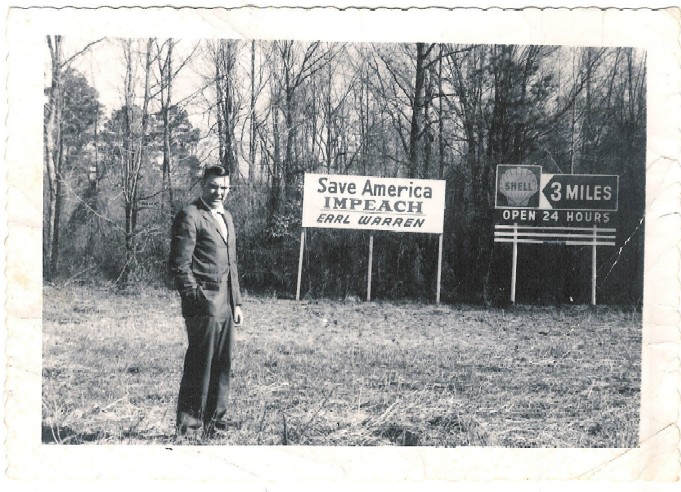 Save America
IMPEACH
EARL WARREN
SHELL
3 MILES
OPEN 24 HOURS